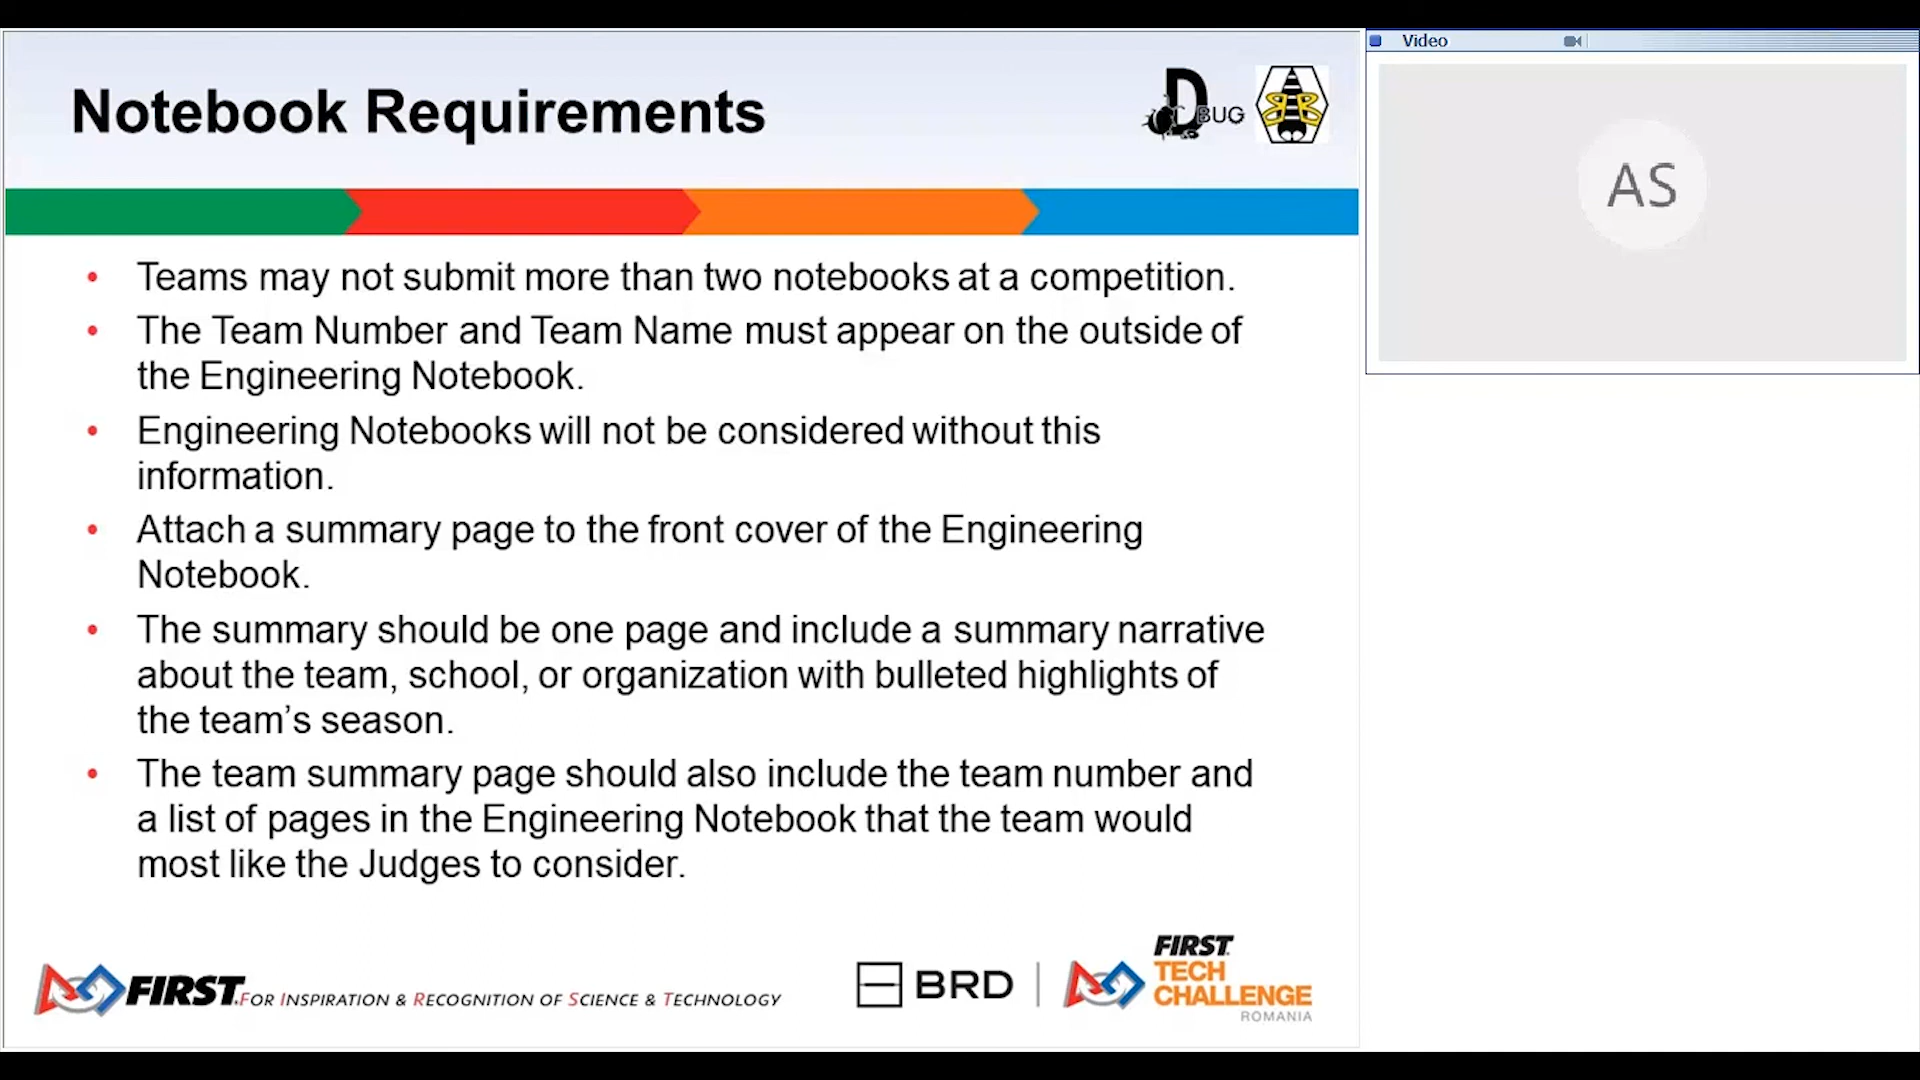 Notebook Requirements
D BUG
Video
AS
• Teams may not submit more than two notebooks at a competition.
• The Team Number and Team Name must appear on the outside of
the Engineering Notebook.
• Engineering Notebooks will not be considered without this
information.
• Attach a summary page to the front cover of the Engineering
Notebook.
• The summary should be one page and include a summary narrative
about the team, school, or organization with bulleted highlights of
the team’s season.
• The team summary page should also include the team number and
a list of pages in the Engineering Notebook that the team would
most like the Judges to consider.
FIRST. FOR INSPIRATION & RECOGNITION OF SCIENCE & TECHNOLOGY
BRD
FIRST.
TECH
CHALLENGE
ROMANIA